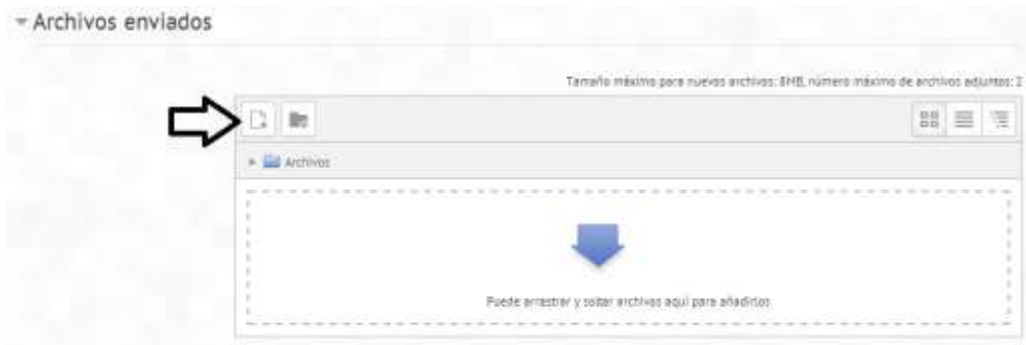 Archivos enviados
Tamaño máximo para nuevos archivos: 8MB, número máximo de archivos adjuntos: 2
Archivos
Puede arrastrar y soltar archivos aquí para añadirlos